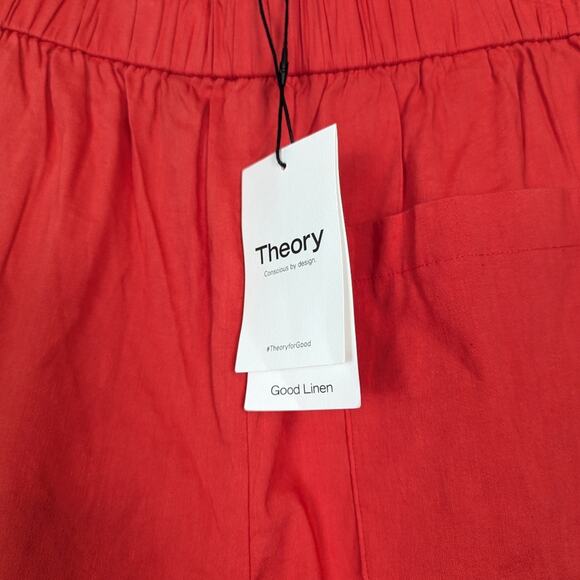 Theory
Conscious by design.
#TheoryforGood
Good Linen